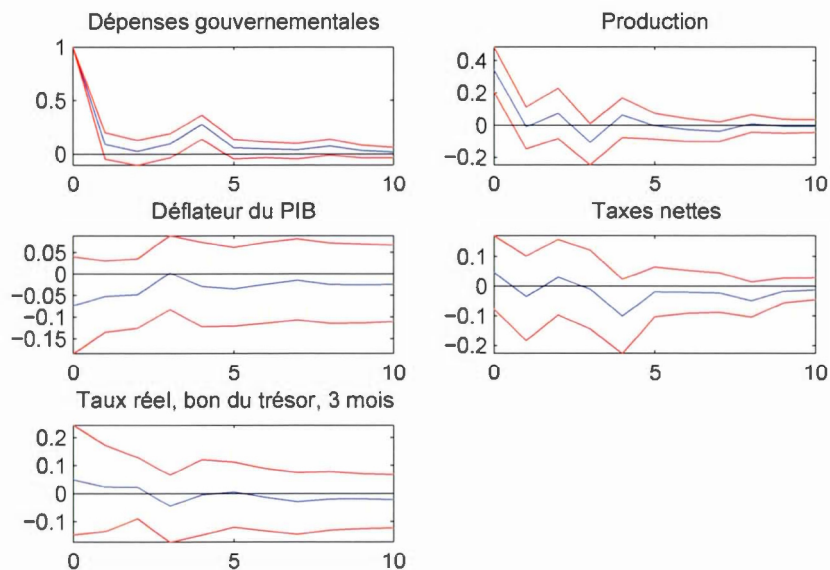 Dépenses gouvernementales
1
0.5
0
0 5 10
Production
0.4
0.2
0
−0.2
0 5 10
Déflateur du PIB
0.05
0
−0.05
−0.1
−0.15
0 5 10
Taxes nettes
0.1
0
−0.1
−0.2
0 5 10
Taux réel, bon du trésor, 3 mois
0.2
0.1
0
−0.1
0 5 10